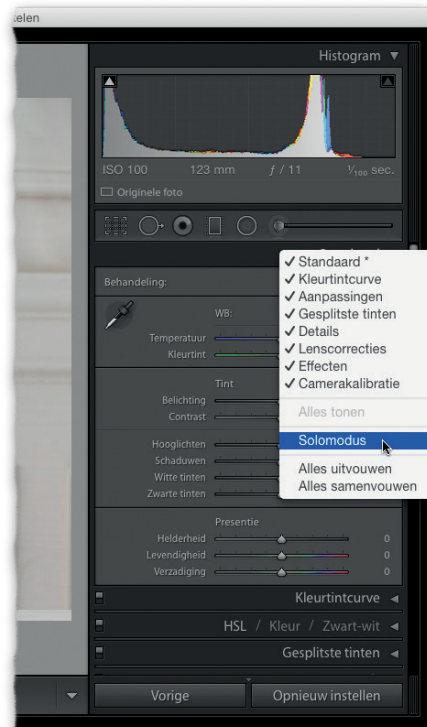 elen
Histogram
ISO 100 123 mm ƒ / 11 1/100 sec.
Originele foto
Behandeling:
WB:
Temperatuur
Kleurtint
Tint
Belichting
Contrast
Hooglichten
Schaduwen
Witte tinten
Zwarte tinten
✓ Standaard *
✓ Kleurtintcurve
✓ Aanpassingen
✓ Gesplitste tinten
✓ Details
✓ Lenscorrecties
✓ Effecten
✓ Camerakalibratie
Alles tonen
Solomodus
Alles uitvouwen
Alles samenvouwen
Presentie
Helderheid 0
Levendigheid 0
Verzadiging 0
Kleurtintcurve
HSL / Kleur / Zwart-wit
Gesplitste tinten
Vorige Opnieuw instellen